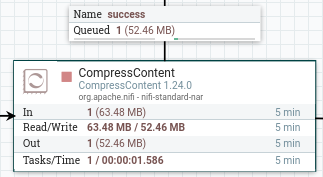 Name success
Queued 1 (52.46 MB)
CompressContent
CompressContent 1.24.0
org.apache.nifi - nifi-standard-nar
In 1 (63.48 MB) 5 min
Read/Write 63.48 MB / 52.46 MB 5 min
Out 1 (52.46 MB) 5 min
Tasks/Time 1 / 00:00:01.586 5 min